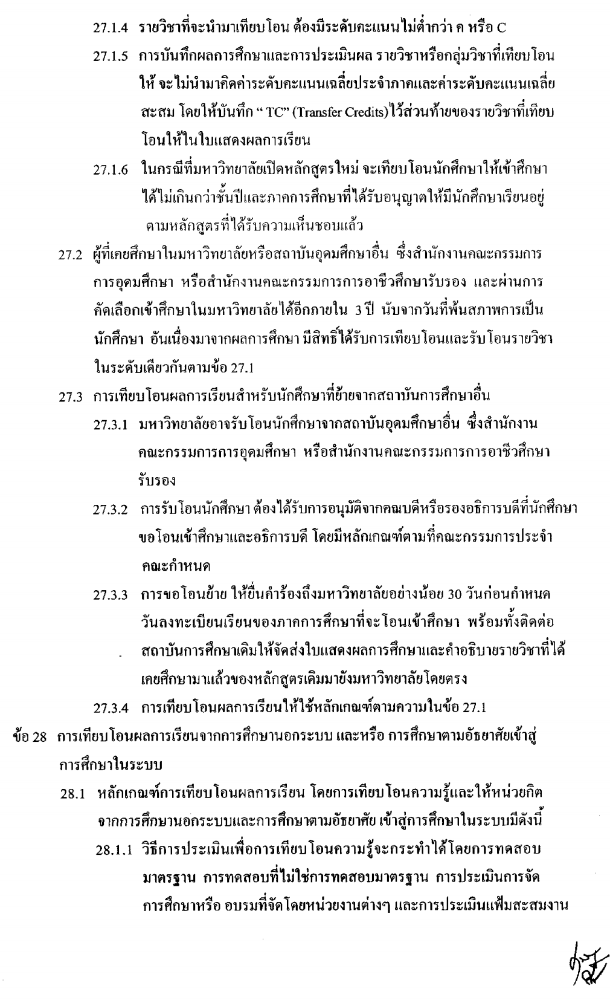 27.1.4 รายวิชาที่จะนำมาเทียบโอน ต้องมีระดับคะแนนไม่ต่ำกว่า ค หรือ C
27.1.5 การบันทึกผลการศึกษาและการประเมินผล รายวิชาหรือกลุ่มวิชาที่เทียบโอน
ให้ จะไม่นำมาคิดค่าระดับคะแนนเฉลี่ยประจำภาคและค่าระดับคะแนนเฉลี่ย
สะสม โดยให้บันทึก “ TC” (Transfer Credits) ไว้ส่วนท้ายของรายวิชาที่เทียบ
โอนให้ในใบแสดงผลการเรียน
27.1.6 ในกรณีที่มหาวิทยาลัยเปิดหลักสูตรใหม่ จะเทียบโอนนักศึกษาให้เข้าศึกษา
ได้ไม่เกินกว่าชั้นปีและภาคการศึกษาที่ได้รับอนุญาตให้มีนักศึกษาเรียนอยู่
ตามหลักสูตรที่ได้รับความเห็นชอบแล้ว
27.2 ผู้ที่เคยศึกษาในมหาวิทยาลัยหรือสถาบันอุดมศึกษาอื่น ซึ่งสำนักงานคณะกรรมการ
การอุดมศึกษา หรือสำนักงานคณะกรรมการการอาชีวศึกษารับรอง และผ่านการ
คัดเลือกเข้าศึกษาในมหาวิทยาลัยได้อีกภายใน 3 ปี นับจากวันที่พ้นสภาพการเป็น
นักศึกษา อันเนื่องมาจากผลการศึกษา มีสิทธิ์ได้รับการเทียบโอนและรับโอนรายวิชา
ในระดับเดียวกันตามข้อ 27.1
27.3 การเทียบโอนผลการเรียนสำหรับนักศึกษาที่ย้ายจากสถาบันการศึกษาอื่น
27.3.1 มหาวิทยาลัยอาจรับโอนนักศึกษาจากสถาบันอุดมศึกษาอื่น ซึ่งสำนักงาน
คณะกรรมการการอุดมศึกษา หรือสำนักงานคณะกรรมการการอาชีวศึกษา
รับรอง
27.3.2 การรับโอนนักศึกษา ต้องได้รับการอนุมัติจากคณบดีหรือรองอธิการบดีที่นักศึกษา
ขอโอนเข้าศึกษาและอธิการบดี โดยมีหลักเกณฑ์ตามที่คณะกรรมการประจำ
คณะกำหนด
27.3.3 การขอโอนย้าย ให้ยื่นคำร้องถึงมหาวิทยาลัยอย่างน้อย 30 วันก่อนกำหนด
วันลงทะเบียนเรียนของภาคการศึกษาที่จะโอนเข้าศึกษา พร้อมทั้งติดต่อ
สถาบันการศึกษาเดิมให้จัดส่งใบแสดงผลการศึกษาและคำอธิบายรายวิชาที่ได้
เคยศึกษามาแล้วของหลักสูตรเดิมมายังมหาวิทยาลัยโดยตรง
27.3.4 การเทียบโอนผลการเรียนให้ใช้หลักเกณฑ์ตามความในข้อ 27.1
ข้อ 28 การเทียบโอนผลการเรียนจากการศึกษานอกระบบ และหรือ การศึกษาตามอัธยาศัยเข้าสู่
การศึกษาในระบบ
28.1 หลักเกณฑ์การเทียบโอนผลการเรียน โดยการเทียบโอนความรู้และให้หน่วยกิต
จากการศึกษานอกระบบและการศึกษาตามอัธยาศัย เข้าสู่การศึกษาในระบบมีดังนี้
28.1.1 วิธีการประเมินเพื่อการเทียบโอนความรู้จะกระทำได้โดยการทดสอบ
มาตรฐาน การทดสอบที่ไม่ใช่การทดสอบมาตรฐาน การประเมินการจัด
การศึกษาหรือ อบรมที่จัดโดยหน่วยงานต่างๆ และการประเมินแฟ้มสะสมงาน